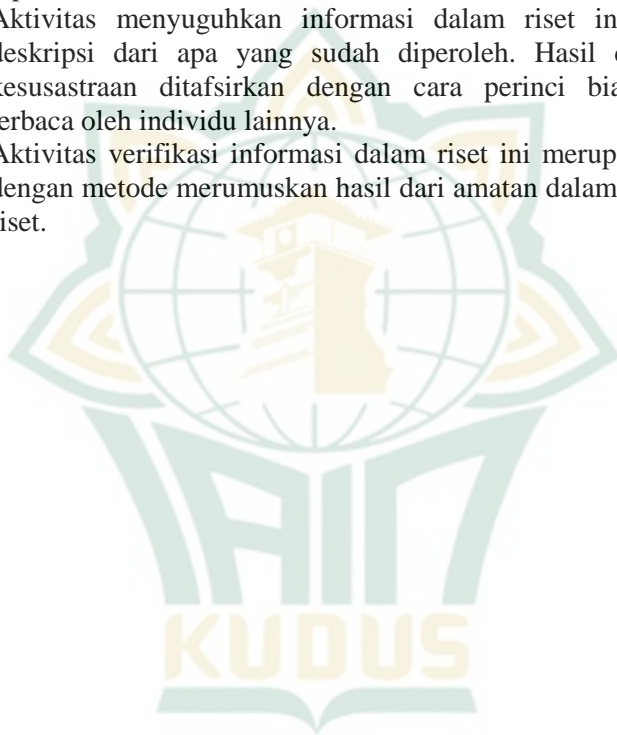 Aktivitas menyuguhkan informasi dalam riset in
deskripsi dari apa yang sudah diperoleh. Hasil
kesusastraan ditafsirkan dengan cara perinci bia
terbaca oleh individu lainnya.
Aktivitas verifikasi informasi dalam riset ini merup
dengan metode merumuskan hasil dari amatan dalam
riset.
IAIN
KUDUS